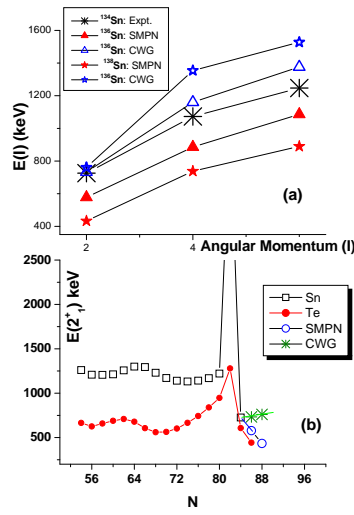 ¹³⁴Sn: Expt.
¹³⁶Sn: SMPN
¹³⁶Sn: CWG
¹³⁸Sn: SMPN
¹³⁶Sn: CWG
E(I) (keV)
1600
1200
800
400
(a)
2
4
Angular Momentum (I)
E(2⁺₁) keV
2500
2000
1500
1000
500
Sn
Te
SMPN
CWG
(b)
56
64
72
80
88
96
N